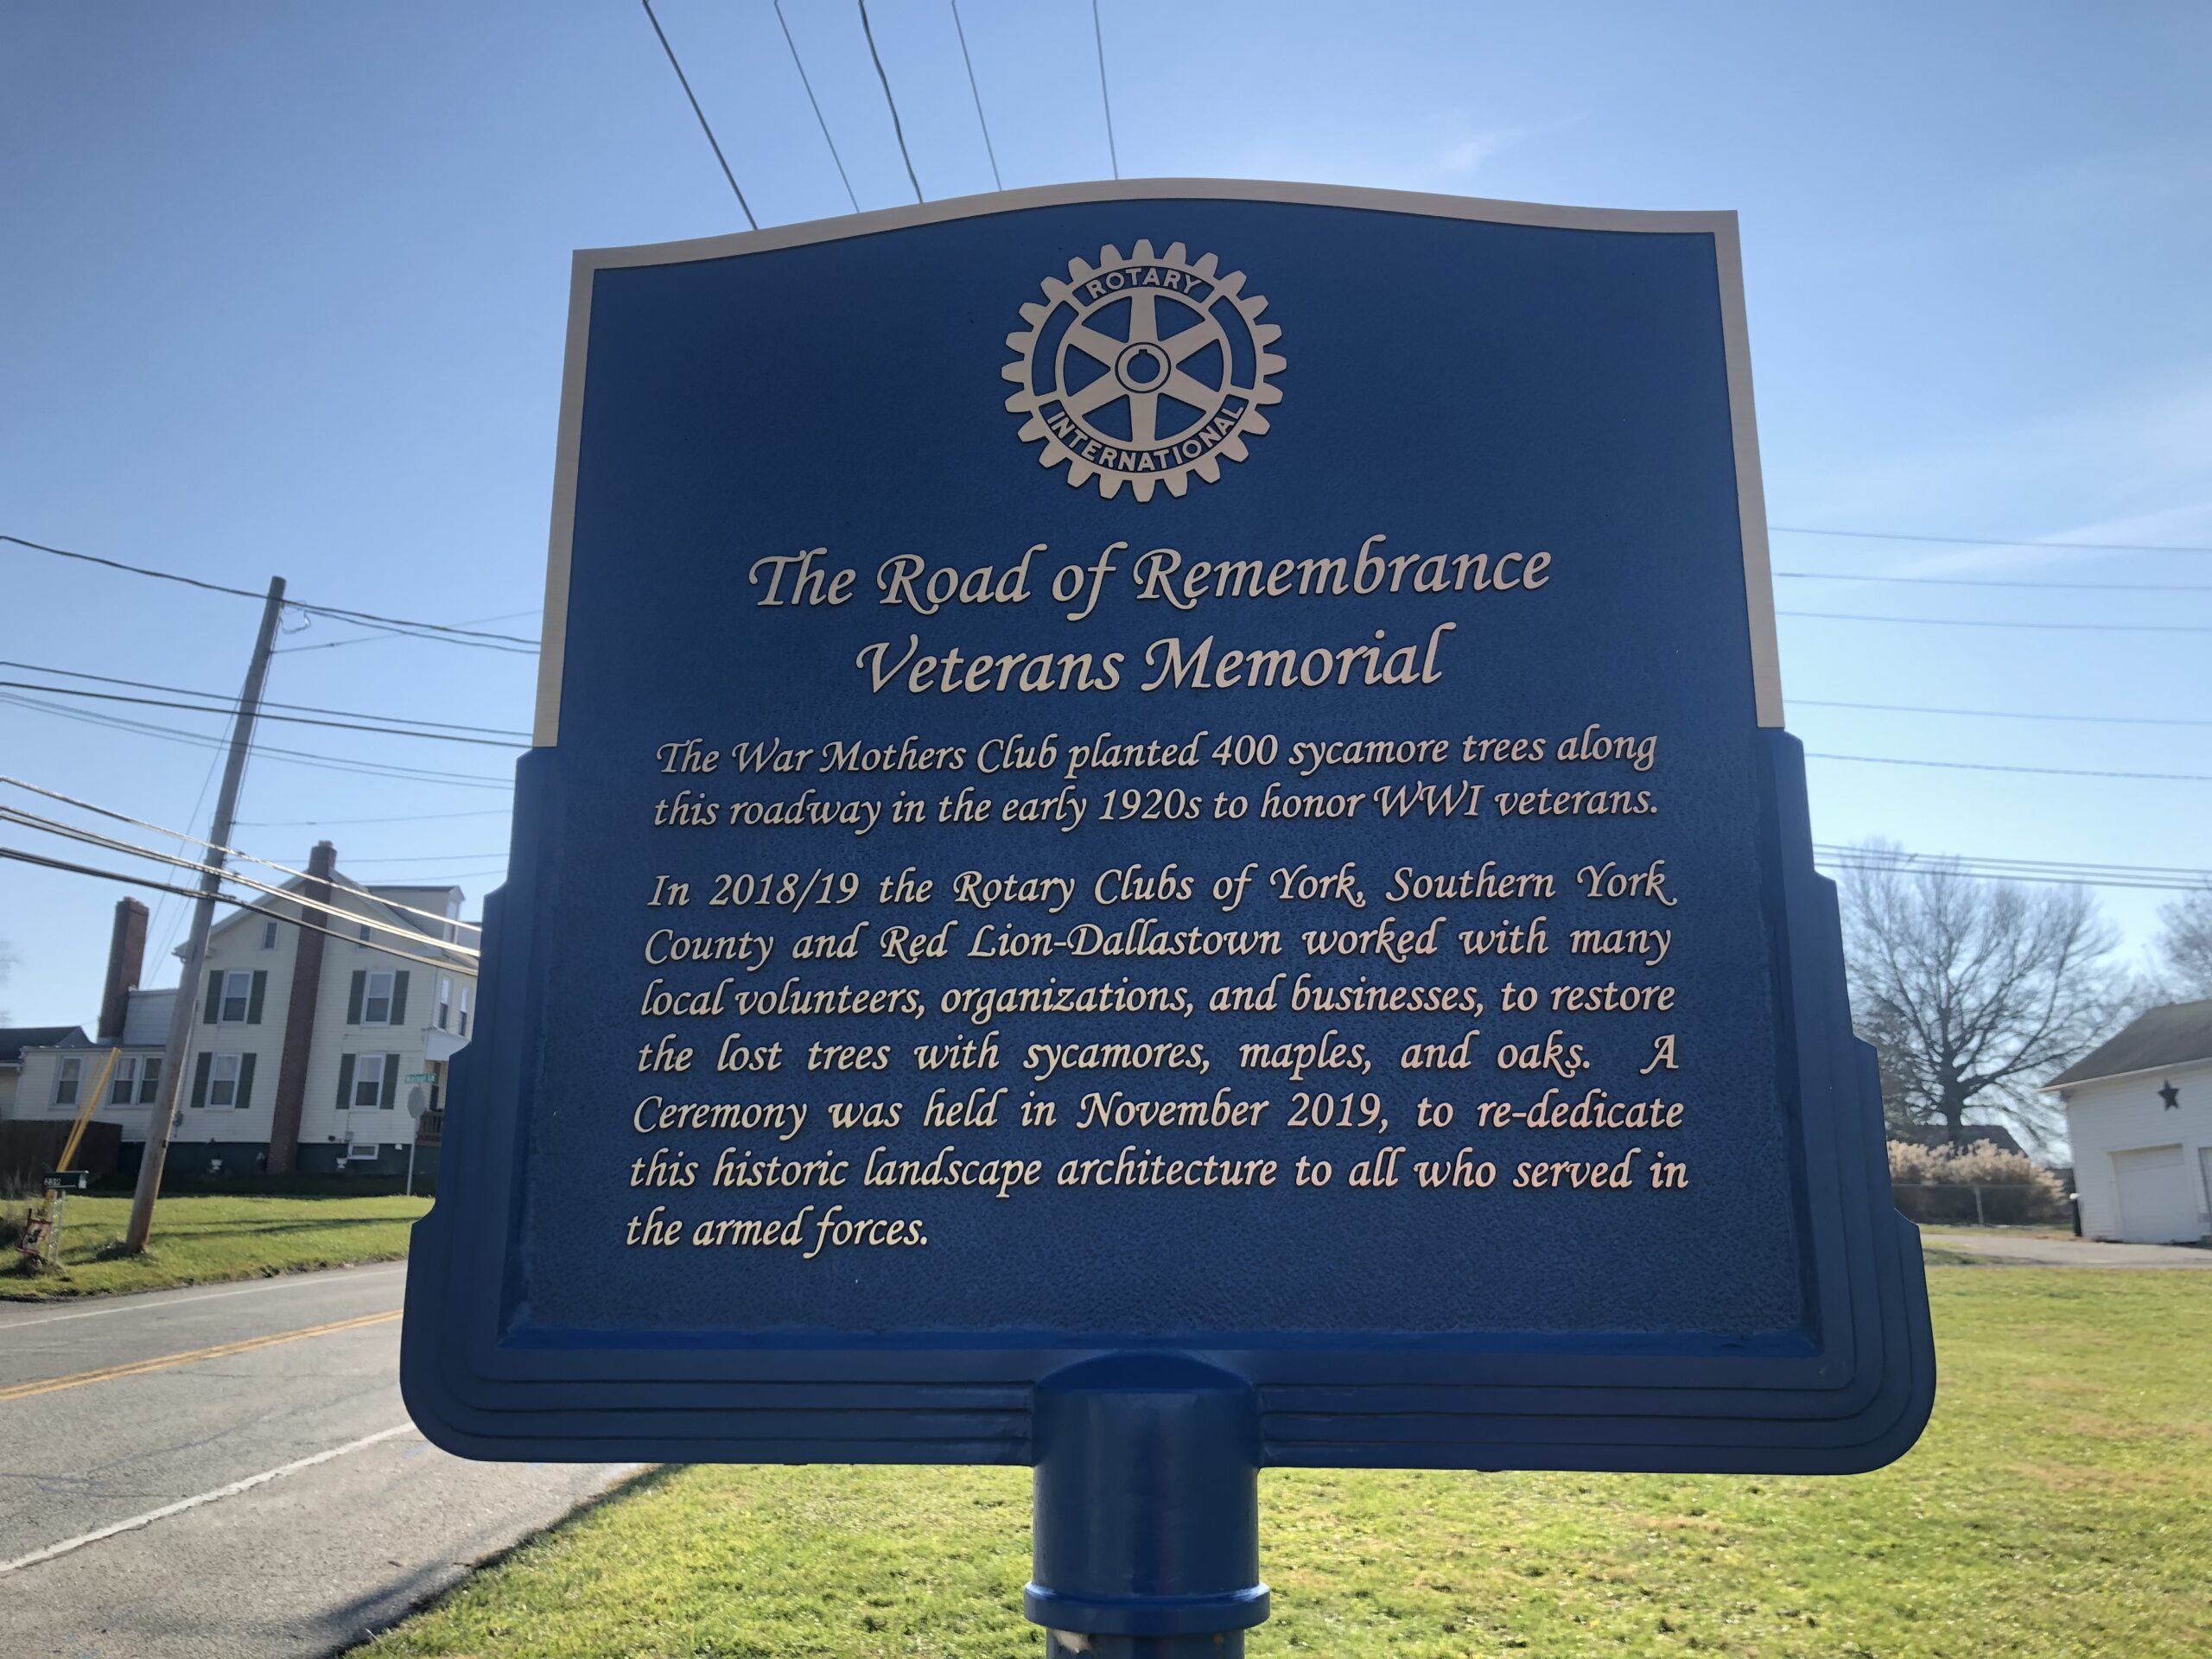 ROTARY
INTERNATIONAL
The Road of Remembrance
Veterans Memorial
The War Mothers Club planted 400 sycamore trees along
this roadway in the early 1920s to honor WWI veterans.
In 2018/19 the Rotary Clubs of York, Southern York
County and Red Lion-Dallastown worked with many
local volunteers, organizations, and businesses, to restore
the lost trees with sycamores, maples, and oaks. A
Ceremony was held in November 2019, to re-dedicate
this historic landscape architecture to all who served in
the armed forces.